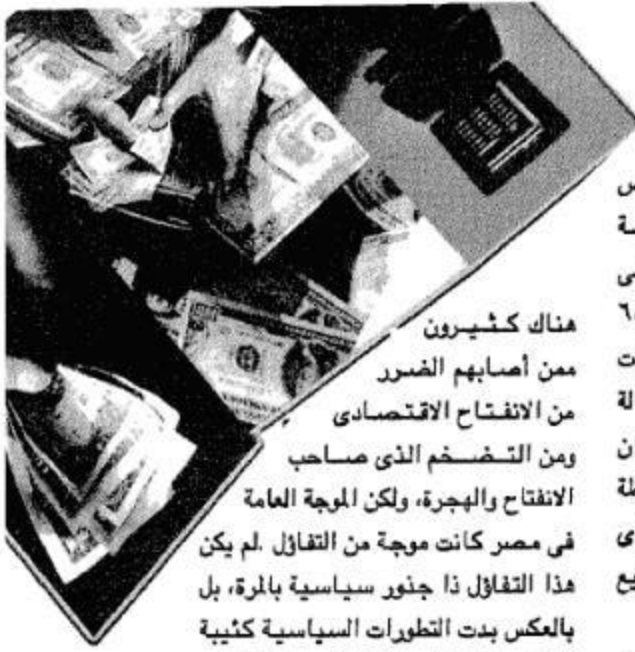 هناك كثيرون
ممن أصابهم الضرر
من الانفتاح الاقتصادى
ومن التضخم الذى صاحب
الانفتاح والهجرة، ولكن الموجة العامة
فى مصر كانت موجة من التفاؤل .لم يكن
هذا التفاؤل ذا جذور سياسية بالمرة، بل
بالعكس بدت التطورات السياسية كئيبة